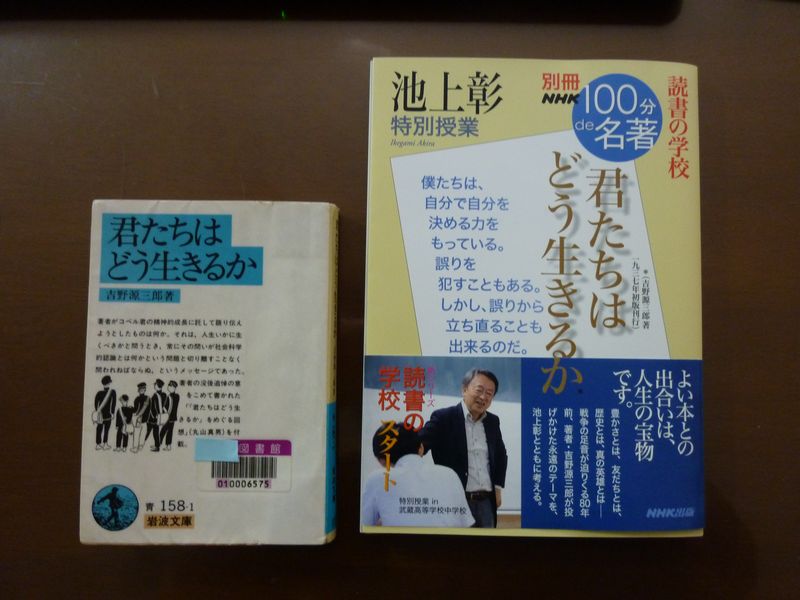 君たちは
どう生きるか
吉野源三郎著
著者がコペル君の精神的成長に託して語り伝え
ようとしたものは何か。それは、人生いかに生
くべきかと問うとき、常にその問いが社会科学
的認識とは何かという問題と切り離すことなく
問われねばならぬ、というメッセージであった。
著者の没後追悼の意
をこめて書かれた
「『君たちはどう生
きるか』をめぐる回
想」(丸山真男)を付
載。
図書館
010006575
青 158-1
岩波文庫
池上彰
特別授業
Ikegami Akira
別冊
NHK
100分
de
名著
読書の学校
君たちは
どう生きるか
*(吉野源三郎著
一九三七年初版刊行)
僕たちは、
自分で自分を
決める力を
もっている。
誤りを
犯すこともある。
しかし、誤りから
立ち直ることも
出来るのだ。
読書の
学校 スタート
よい本との
出合いは、
人生の宝物
です。
豊かさとは、友だちとは、
歴史とは、真の英雄とは――
戦争の足音が迫りくる80年
前、著者・吉野源三郎が投
げかけた永遠のテーマを、
池上彰とともに考える。
特別授業 in
武蔵高等学校中学校
NHK出版